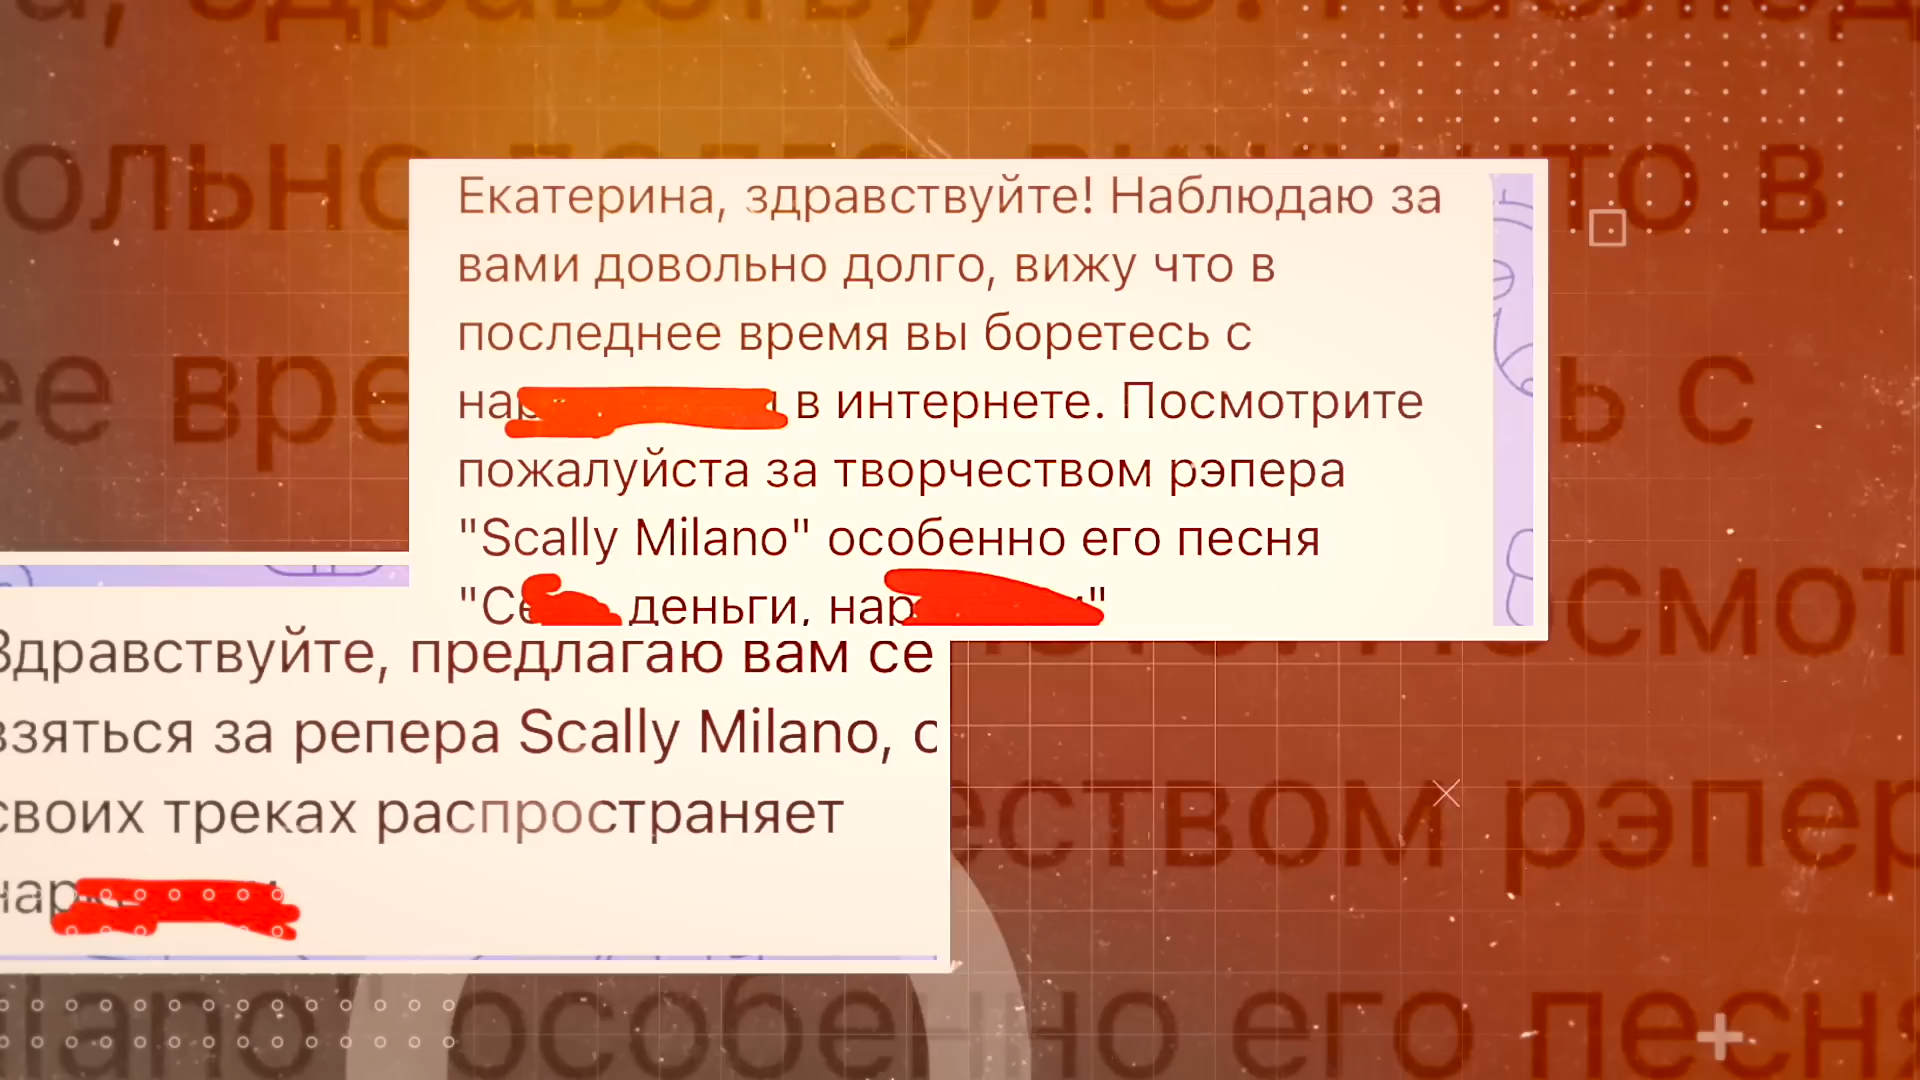 Екатерина, здравствуйте! Наблюдаю за
вами довольно долго, вижу что в
последнее время вы боретесь с
в интернете. Посмотрите
пожалуйста за творчеством рэпера
"Scally Milano" особенно его песня
деньги,
Здравствуйте, предлагаю вам се
взяться за репера Scally Milano, с
своих треках распространяет